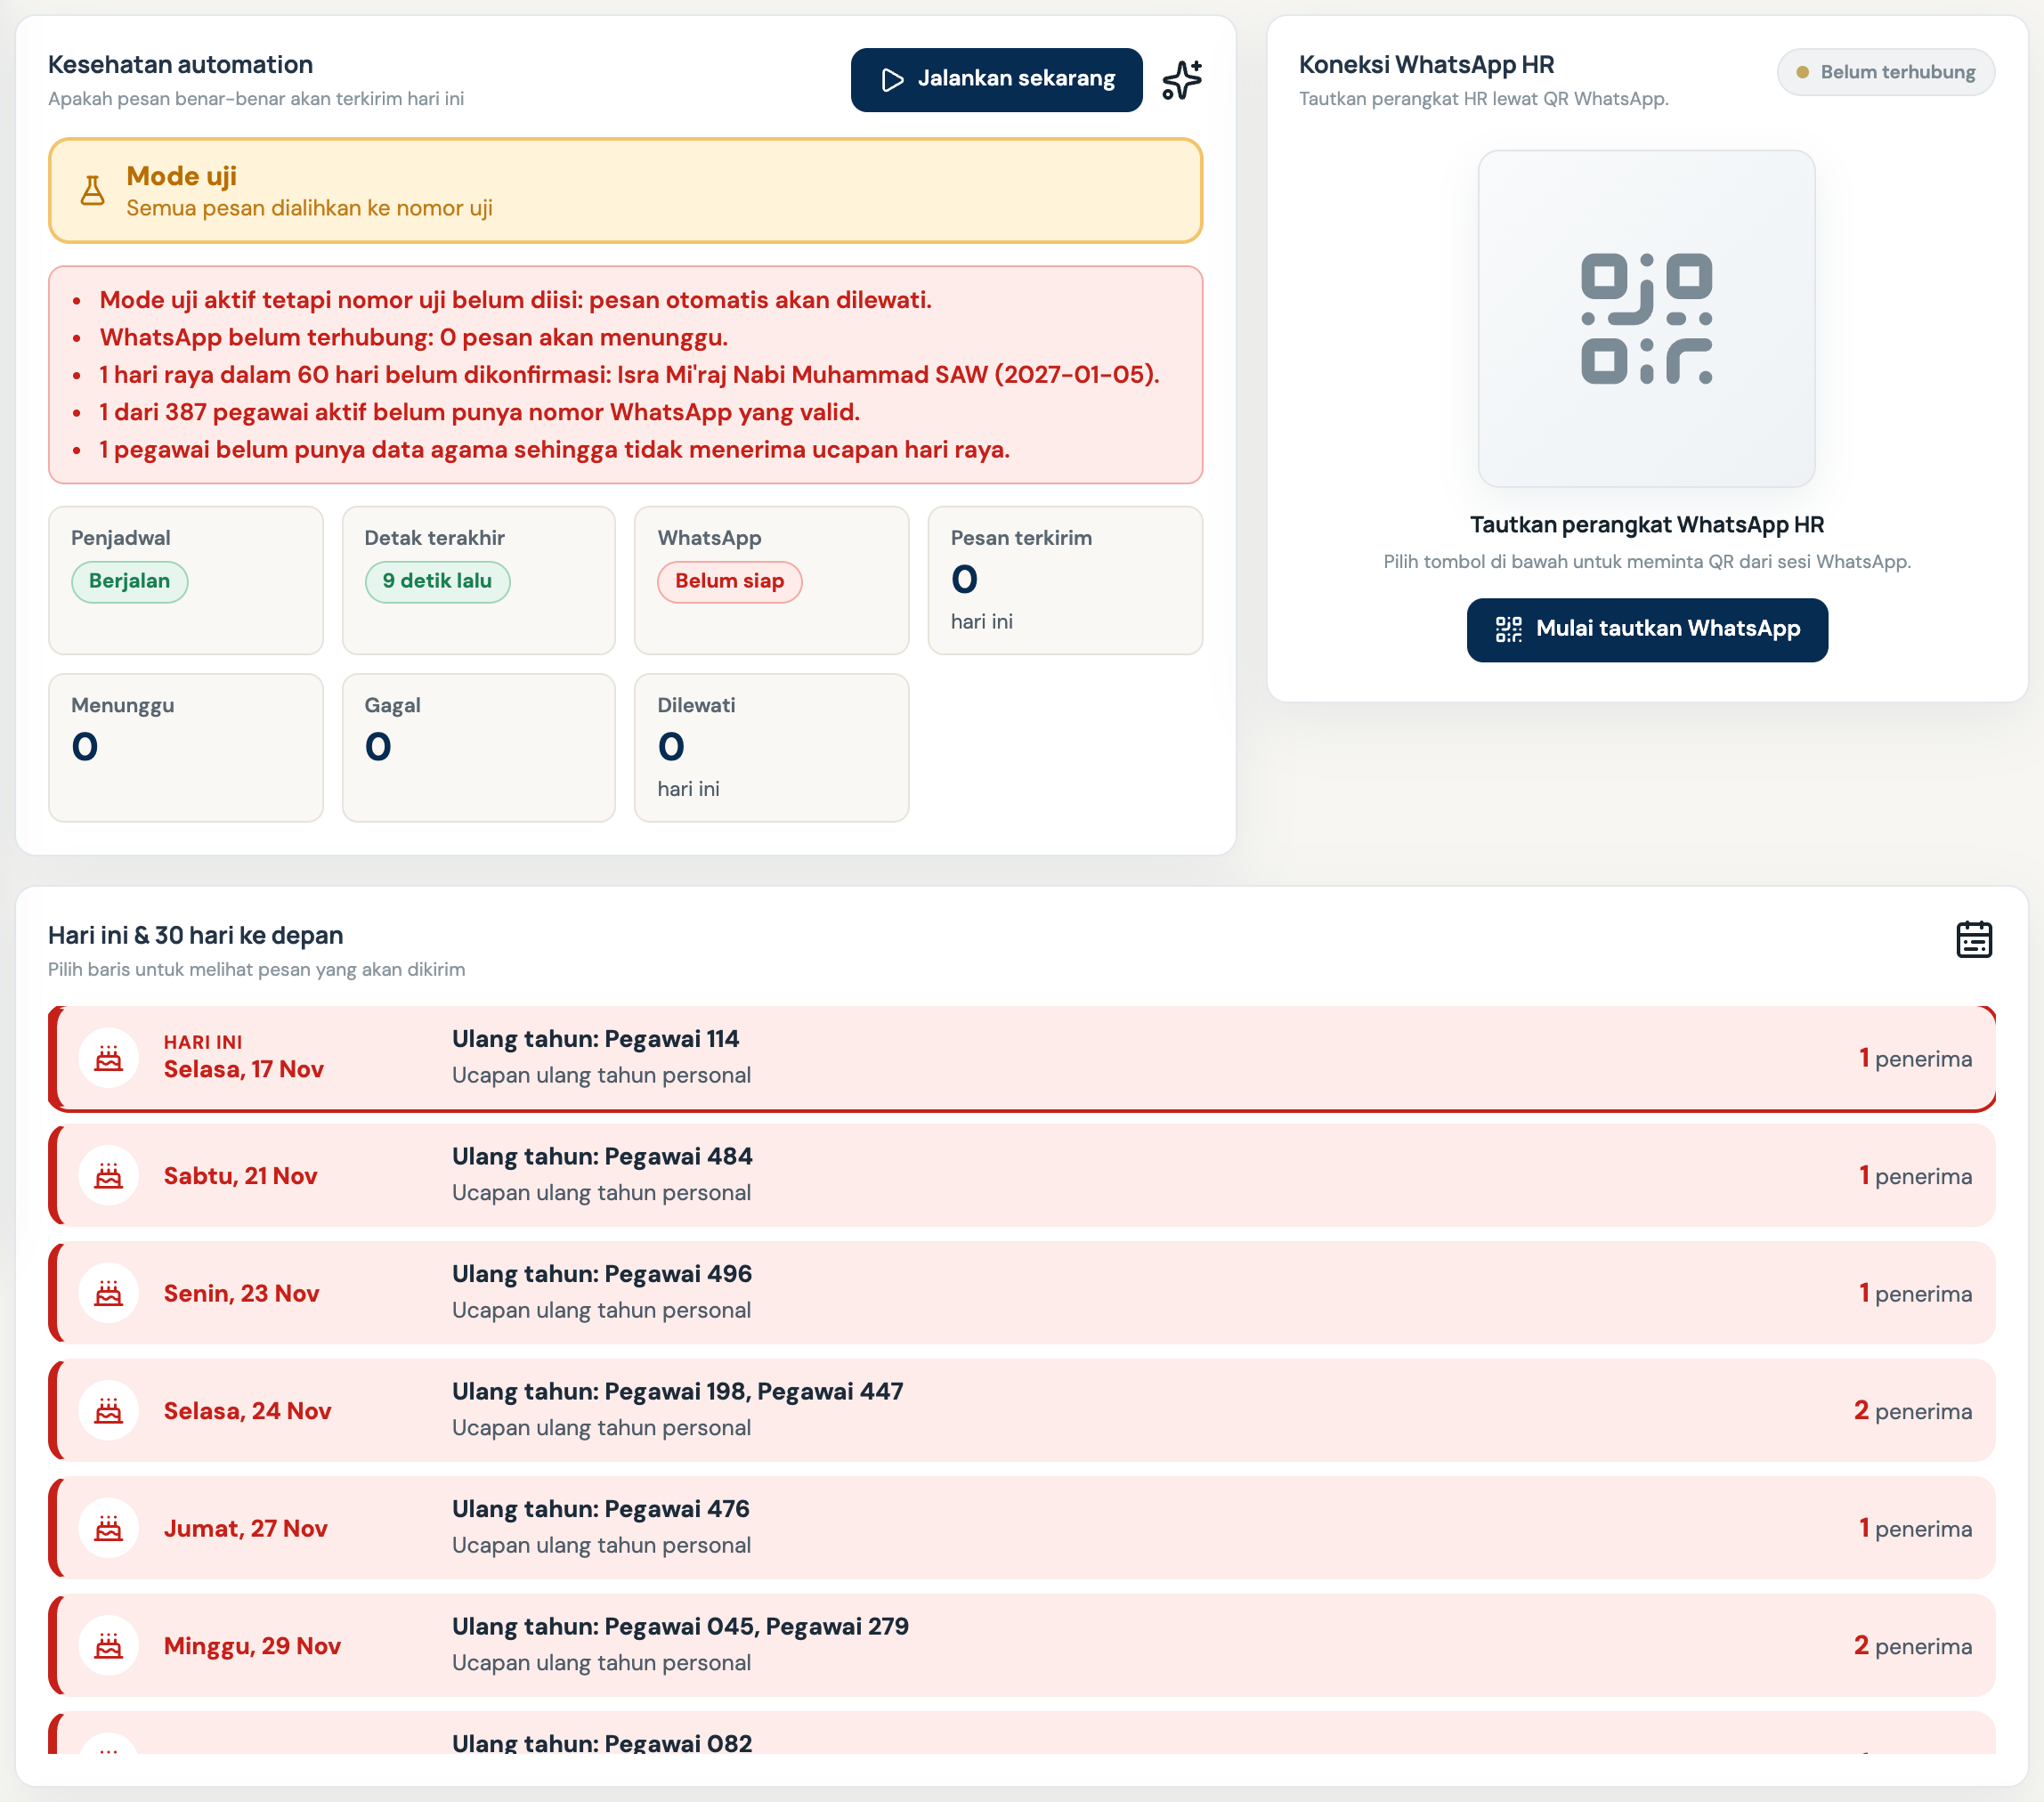 Kesehatan automation
Apakah pesan benar-benar akan terkirim hari ini
Jalankan sekarang
Mode uji
Semua pesan dialihkan ke nomor uji
• Mode uji aktif tetapi nomor uji belum diisi: pesan otomatis akan dilewati.
• WhatsApp belum terhubung: 0 pesan akan menunggu.
• 1 hari raya dalam 60 hari belum dikonfirmasi: Isra Mi'raj Nabi Muhammad SAW (2027-01-05).
• 1 dari 387 pegawai aktif belum punya nomor WhatsApp yang valid.
• 1 pegawai belum punya data agama sehingga tidak menerima ucapan hari raya.
Penjadwal
Berjalan
Detak terakhir
9 detik lalu
WhatsApp
Belum siap
Pesan terkirim
0
hari ini
Menunggu
0
Gagal
0
Dilewati
0
hari ini
Koneksi WhatsApp HR
Tautkan perangkat HR lewat QR WhatsApp.
Belum terhubung
Tautkan perangkat WhatsApp HR
Pilih tombol di bawah untuk meminta QR dari sesi WhatsApp.
Mulai tautkan WhatsApp
Hari ini & 30 hari ke depan
Pilih baris untuk melihat pesan yang akan dikirim
HARI INI
Selasa, 17 Nov
Ulang tahun: Pegawai 114
Ucapan ulang tahun personal
1 penerima
Sabtu, 21 Nov
Ulang tahun: Pegawai 484
Ucapan ulang tahun personal
1 penerima
Senin, 23 Nov
Ulang tahun: Pegawai 496
Ucapan ulang tahun personal
1 penerima
Selasa, 24 Nov
Ulang tahun: Pegawai 198, Pegawai 447
Ucapan ulang tahun personal
2 penerima
Jumat, 27 Nov
Ulang tahun: Pegawai 476
Ucapan ulang tahun personal
1 penerima
Minggu, 29 Nov
Ulang tahun: Pegawai 045, Pegawai 279
Ucapan ulang tahun personal
2 penerima
Ulang tahun: Pegawai 082